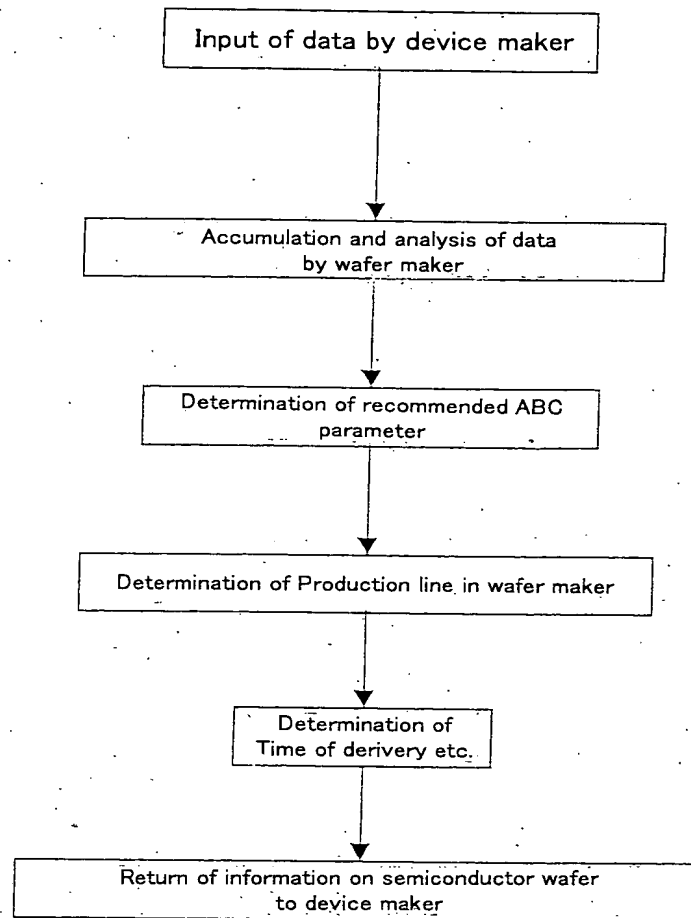 Input of data by device maker
Accumulation and analysis of data
by wafer maker
Determination of recommended ABC
parameter
Determination of Production line in wafer maker
Determination of
Time of derivery etc.
Return of information on semiconductor wafer
to device maker